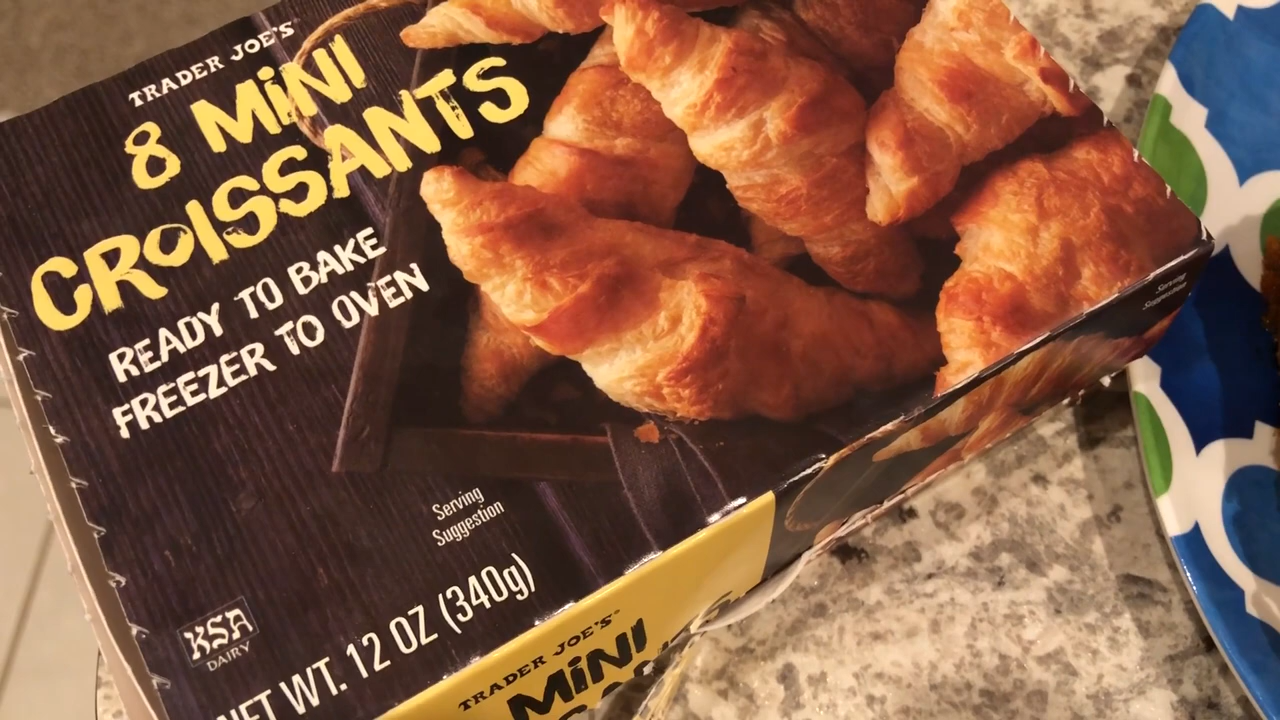 TRADER JOE'S
8 MINI
CROISSANTS
READY TO BAKE
FREEZER TO OVEN
Serving
Suggestion
KSA
DAIRY
NET WT. 12 OZ (340g)
TRADER JOE'S®
MINI
Serving
Suggestion